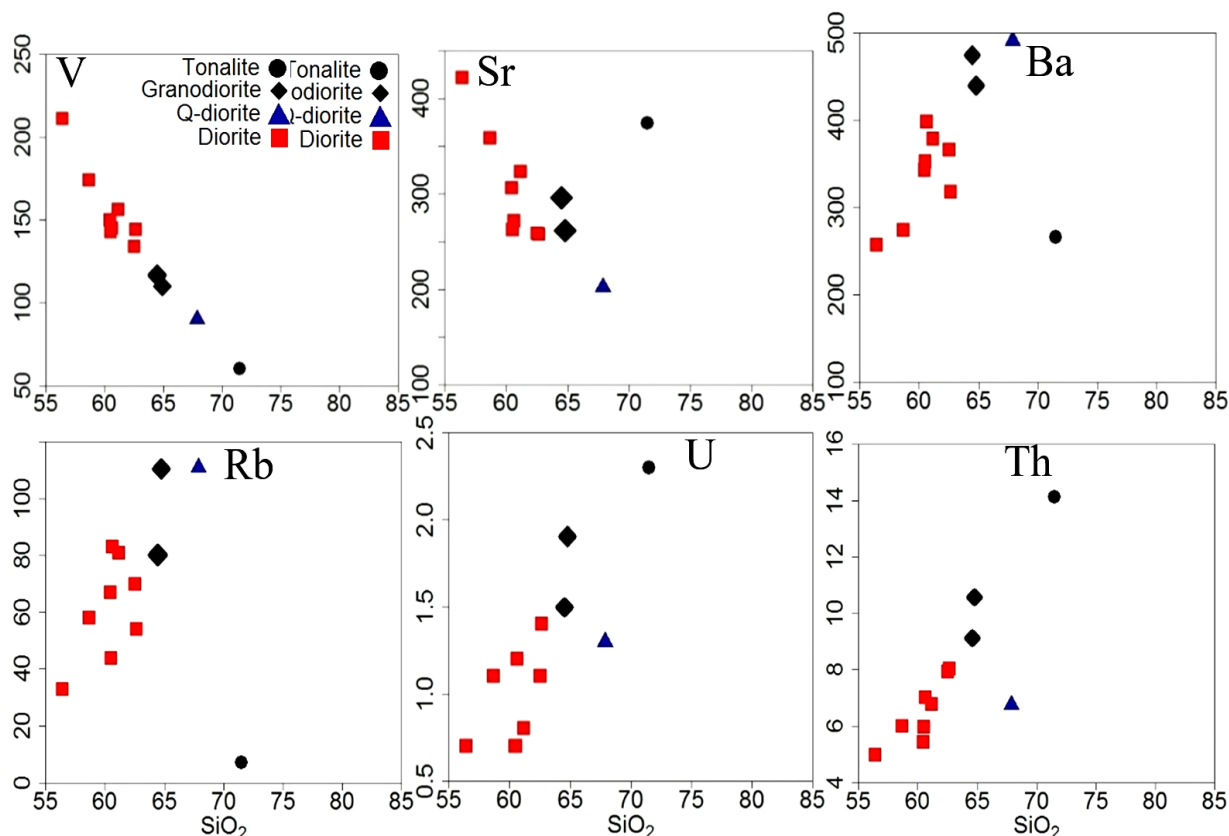 V
250
200
150
100
50
Tonalite
Granodiorite
Q-diorite
Diorite
Tonalite
odiorite
-diorite
Diorite
55 60 65 70 75 80 85
Sr
400
300
200
100
55 60 65 70 75 80 85
Ba
500
400
300
200
100
55 60 65 70 75 80 85
Rb
100
80
60
40
20
0
55 60 65 70 75 80 85
SiO₂
U
2.5
2.0
1.5
1.0
0.5
55 60 65 70 75 80 85
SiO₂
Th
16
14
12
10
8
6
4
55 60 65 70 75 80 85
SiO₂